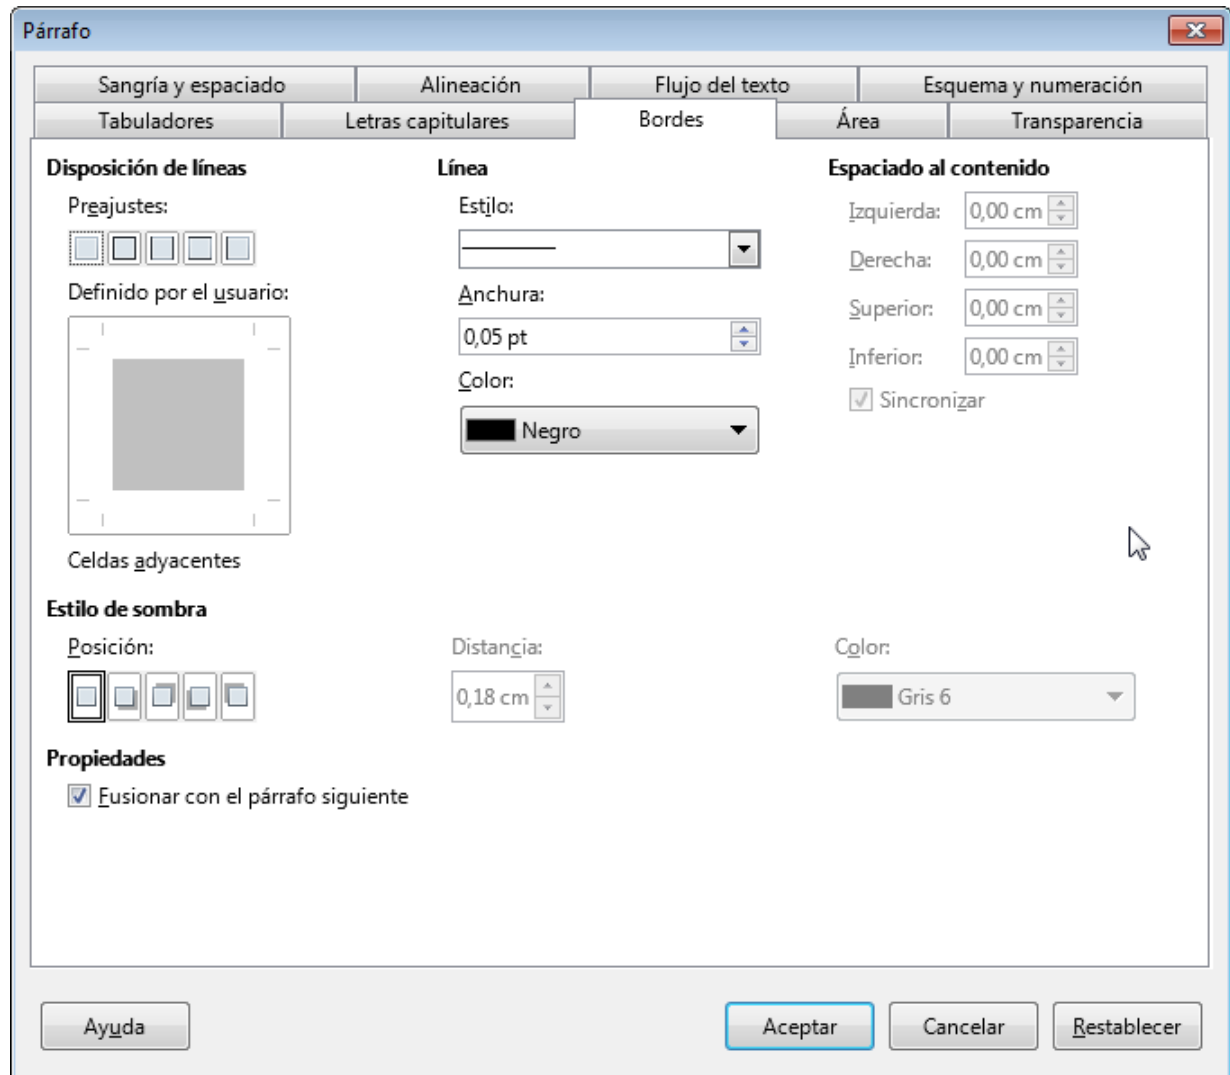 Párrafo
Sangría y espaciado Alineación Flujo del texto Esquema y numeración
Tabuladores Letras capitulares Bordes Área Transparencia
Disposición de líneas Línea Espaciado al contenido
Preajustes: Estilo: Izquierda: 0,00 cm
Derecha: 0,00 cm
Definido por el usuario: Anchura: Superior: 0,00 cm
0,05 pt Inferior: 0,00 cm
Color: Sincronizar
Negro
Celdas adyacentes
Estilo de sombra
Posición: Distancia: Color:
0,18 cm Gris 6
Propiedades
Fusionar con el párrafo siguiente
Ayuda Aceptar Cancelar Restablecer